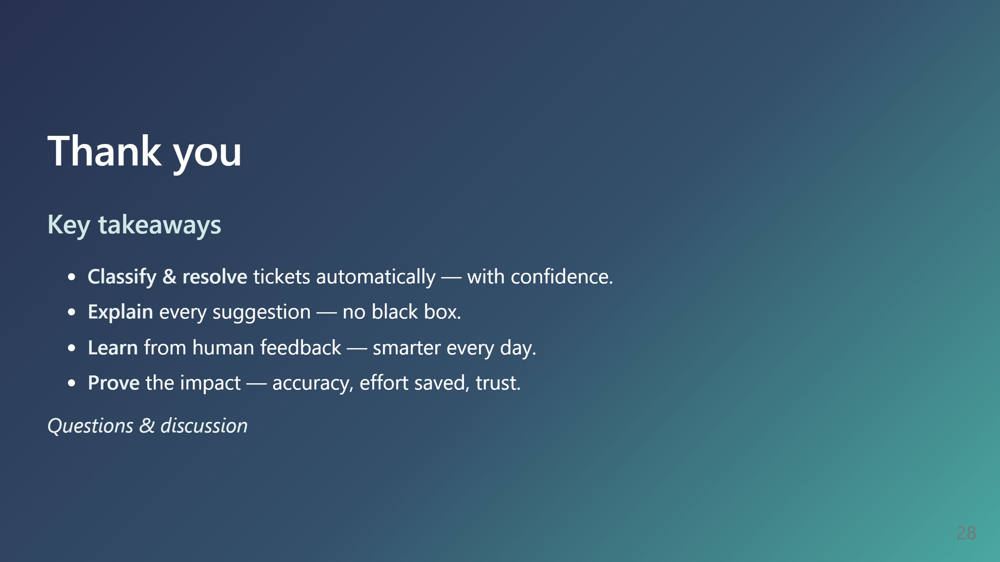 Thank you
Key takeaways
• Classify & resolve tickets automatically — with confidence.
• Explain every suggestion — no black box.
• Learn from human feedback — smarter every day.
• Prove the impact — accuracy, effort saved, trust.
Questions & discussion
28